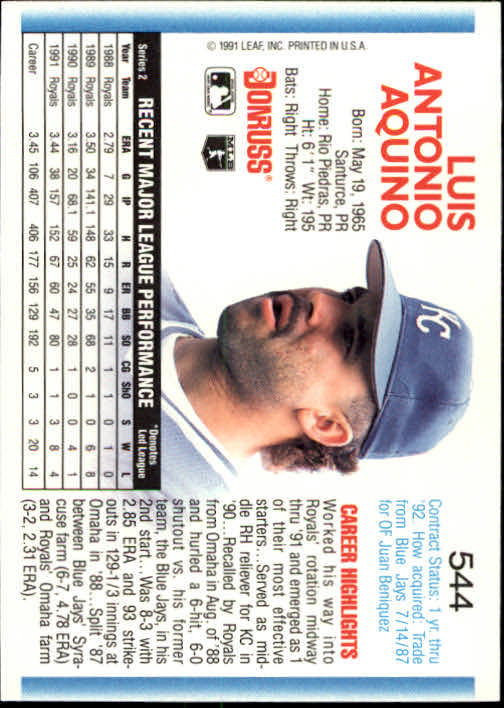 544
LUIS
ANTONIO
AQUINO
Born: May 19, 1965
Santurce, PR
Home: Rio Piedras, PR
Ht: 6'1" Wt: 195
Bats: Right Throws: Right
DONRUSS®
MLB
© 1991 LEAF, INC. PRINTED IN U.S.A.
KC
Contract Status: 1 yr. thru
'92. How acquired: Trade
from Blue Jays 7/14/87
for OF Juan Beniquez
CAREER HIGHLIGHTS
Worked his way into
Royals' rotation midway
thru '91 and emerged as 1
of their most effective
starters...Served as mid-
dle RH reliever for KC in
'90...Recalled by Royals
from Omaha in Aug. of '88
and hurled a 6-hit, 6-0
shutout vs. his former
team, the Blue Jays, in his
2nd start...Was 8-3 with
2.85 ERA and 93 strike-
outs in 129-1/3 innings at
Omaha in '88...Split '87
between Blue Jays' Syra-
cuse farm (6-7, 4.78 ERA)
and Royals' Omaha farm
(3-2, 2.31 ERA).
Series 2 RECENT MAJOR LEAGUE PERFORMANCE *Denotes
Led League
Year Team ERA G IP H R ER BB SO CG ShO S W L
1988 Royals 2.79 7 29 33 15 9 17 11 1 1 0 1 0
1989 Royals 3.50 34 141.1 148 62 55 35 68 2 1 0 6 8
1990 Royals 3.16 20 68.1 59 25 24 27 28 1 0 0 4 1
1991 Royals 3.44 38 157 152 67 60 47 80 1 1 3 8 4
Career 3.45 106 407 406 177 156 129 192 5 3 3 20 14